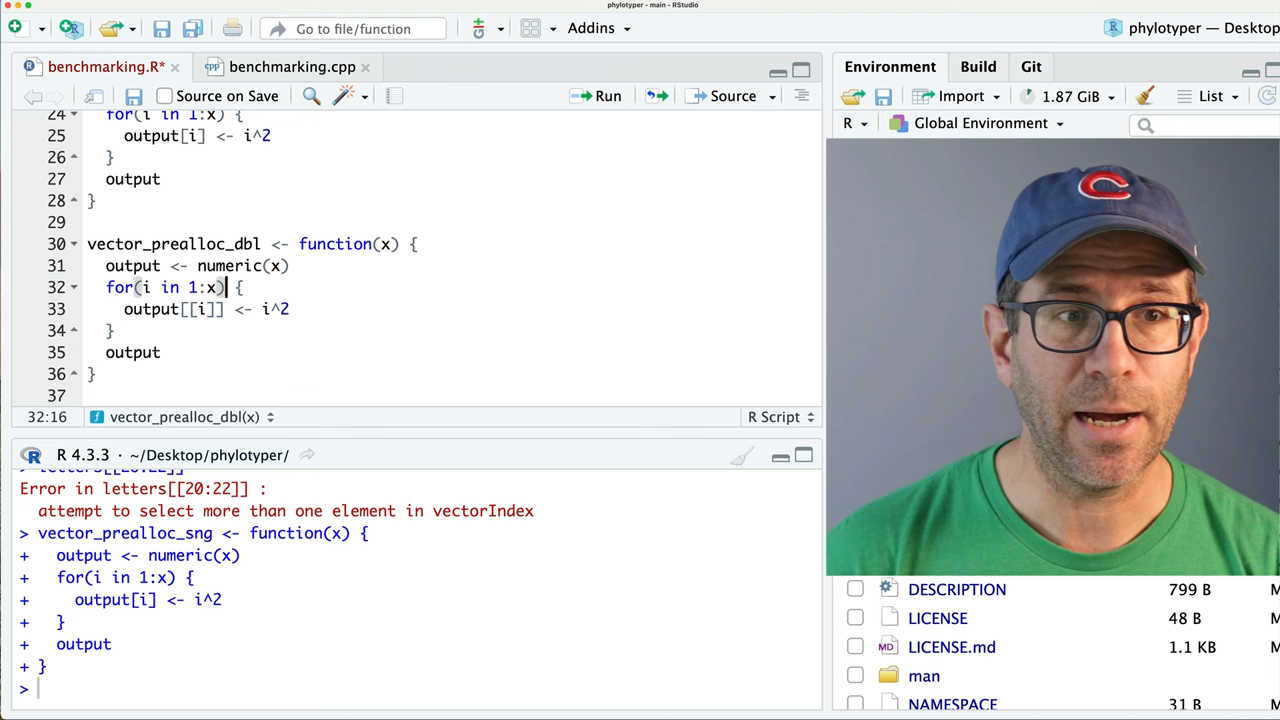 phylotyper - main - RStudio
Go to file/function
Addins
phylotyper — Desktop
benchmarking.R*
benchmarking.cpp
Source on Save
Run
Source
24 for(i in 1:x) {
25 output[i] <- i^2
26 }
27 output
28 }
29
30 vector_prealloc_dbl <- function(x) {
31 output <- numeric(x)
32 for(i in 1:x) {
33 output[[i]] <- i^2
34 }
35 output
36 }
37
32:16 vector_prealloc_dbl(x) R Script
R 4.3.3 · ~/Desktop/phylotyper/
> letters[[20:22]]
Error in letters[[20:22]] :
attempt to select more than one element in vectorIndex
> vector_prealloc_sng <- function(x) {
+ output <- numeric(x)
+ for(i in 1:x) {
+ output[i] <- i^2
+ }
+ output
+ }
>
Environment Build Git
Import 1.87 GiB List
R Global Environment
C
DESCRIPTION 799 B M
LICENSE 48 B M
MD LICENSE.md 1.1 KB M
man
NAMESPACE 31 B M